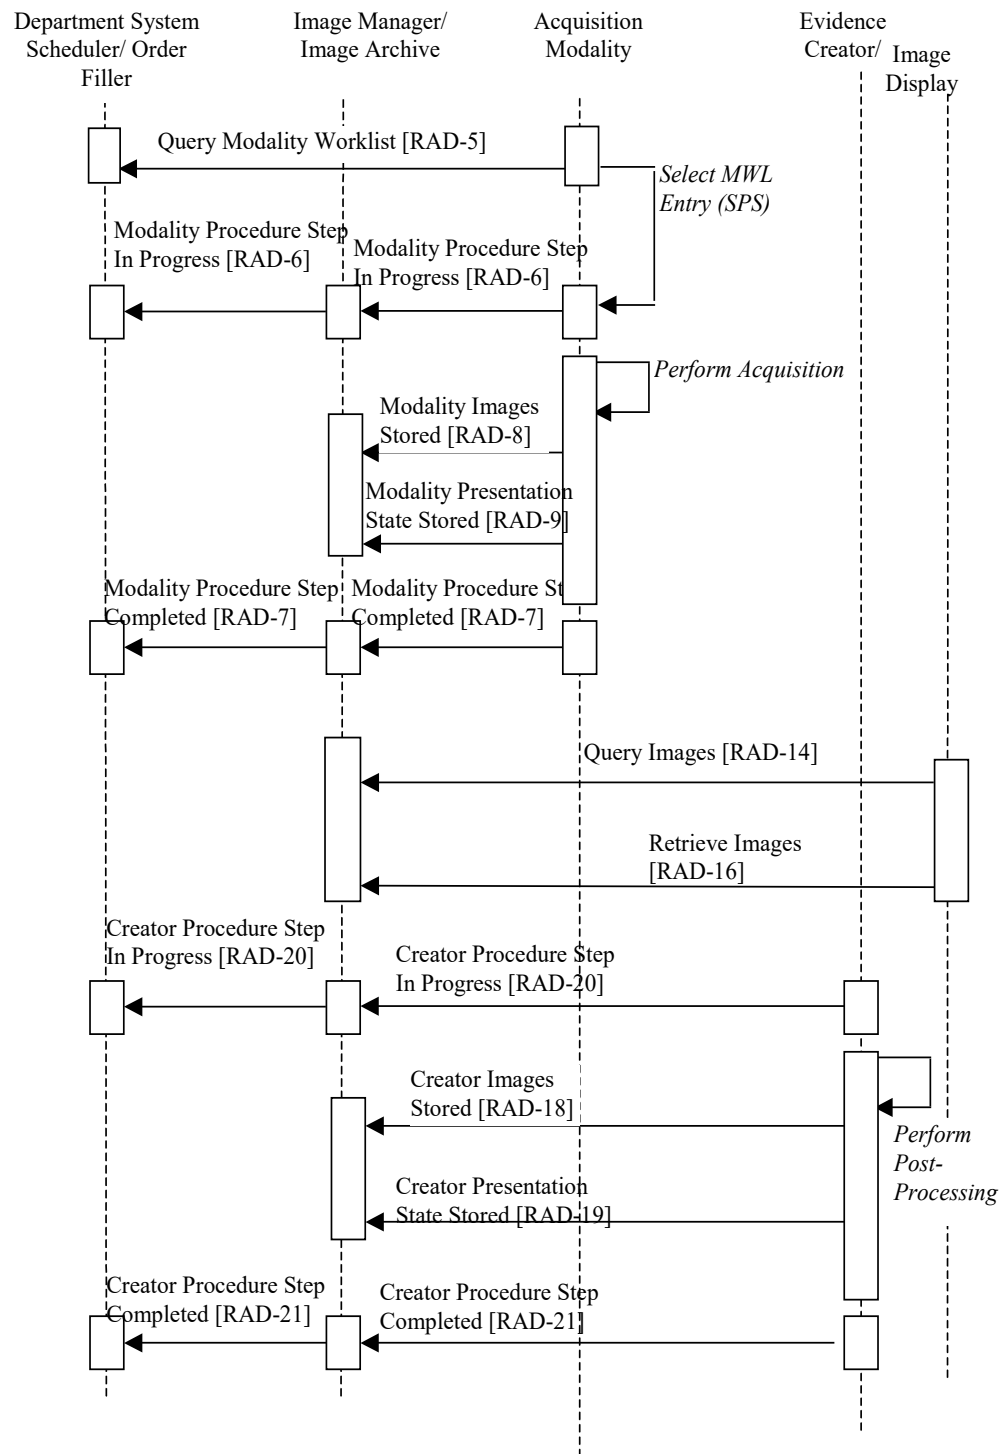 Department System
Scheduler/ Order
Filler
Image Manager/
Image Archive
Acquisition
Modality
Evidence
Creator/
Image
Display
Query Modality Worklist [RAD-5]
Select MWL
Entry (SPS)
Modality Procedure Step
In Progress [RAD-6]
Modality Procedure Step
In Progress [RAD-6]
Perform Acquisition
Modality Images
Stored [RAD-8]
Modality Presentation
State Stored [RAD-9]
Modality Procedure Step
Completed [RAD-7]
Modality Procedure St
Completed [RAD-7]
Query Images [RAD-14]
Retrieve Images
[RAD-16]
Creator Procedure Step
In Progress [RAD-20]
Creator Procedure Step
In Progress [RAD-20]
Creator Images
Stored [RAD-18]
Perform
Post-
Processing
Creator Presentation
State Stored [RAD-19]
Creator Procedure Step
Completed [RAD-21]
Creator Procedure Step
Completed [RAD-21]